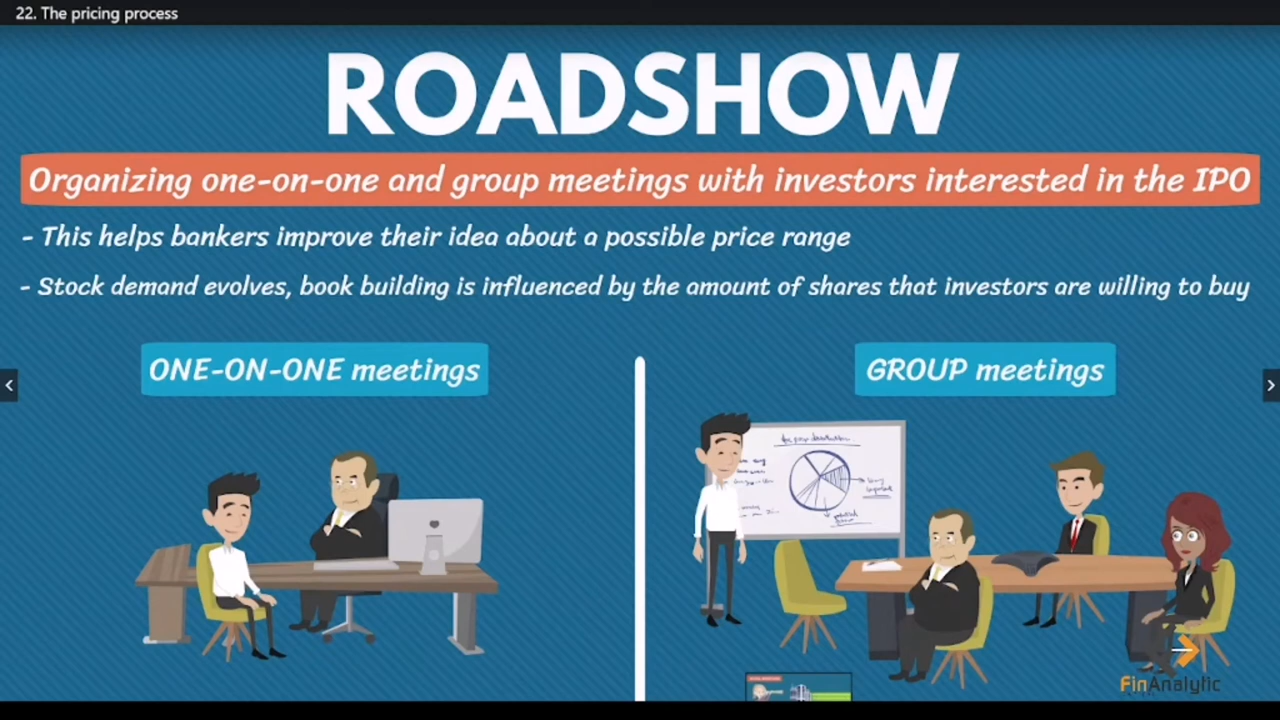 22. The pricing process
ROADSHOW
Organizing one-on-one and group meetings with investors interested in the IPO
- This helps bankers improve their idea about a possible price range
- Stock demand evolves, book building is influenced by the amount of shares that investors are willing to buy
ONE-ON-ONE meetings
GROUP meetings
FinAnalytic